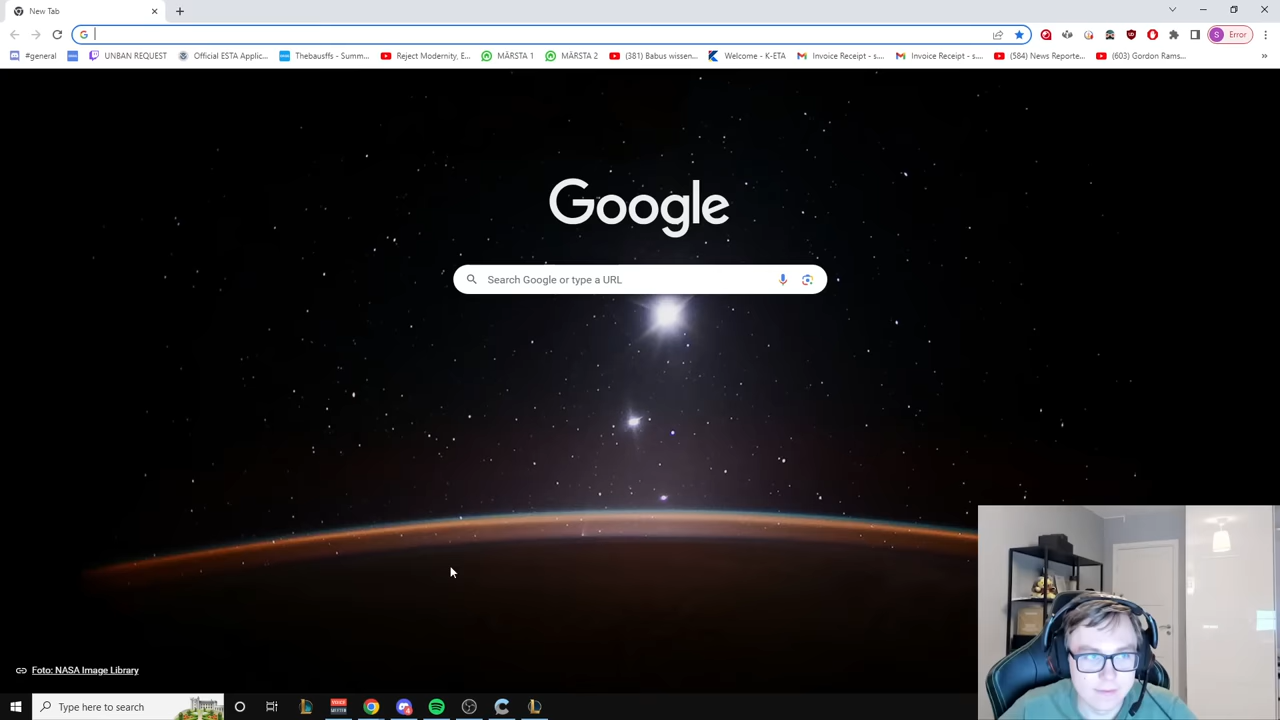 New Tab
#general
UNBAN REQUEST
Official ESTA Applic...
Thebausffs - Summ...
Reject Modernity, E...
MÄRSTA 1
MÄRSTA 2
(381) Babus wissen...
Welcome - K-ETA
Invoice Receipt - s....
Invoice Receipt - s....
(584) News Reporte...
(603) Gordon Rams...
S
Error
Google
Search Google or type a URL
Foto: NASA Image Library
Type here to search
VOICE